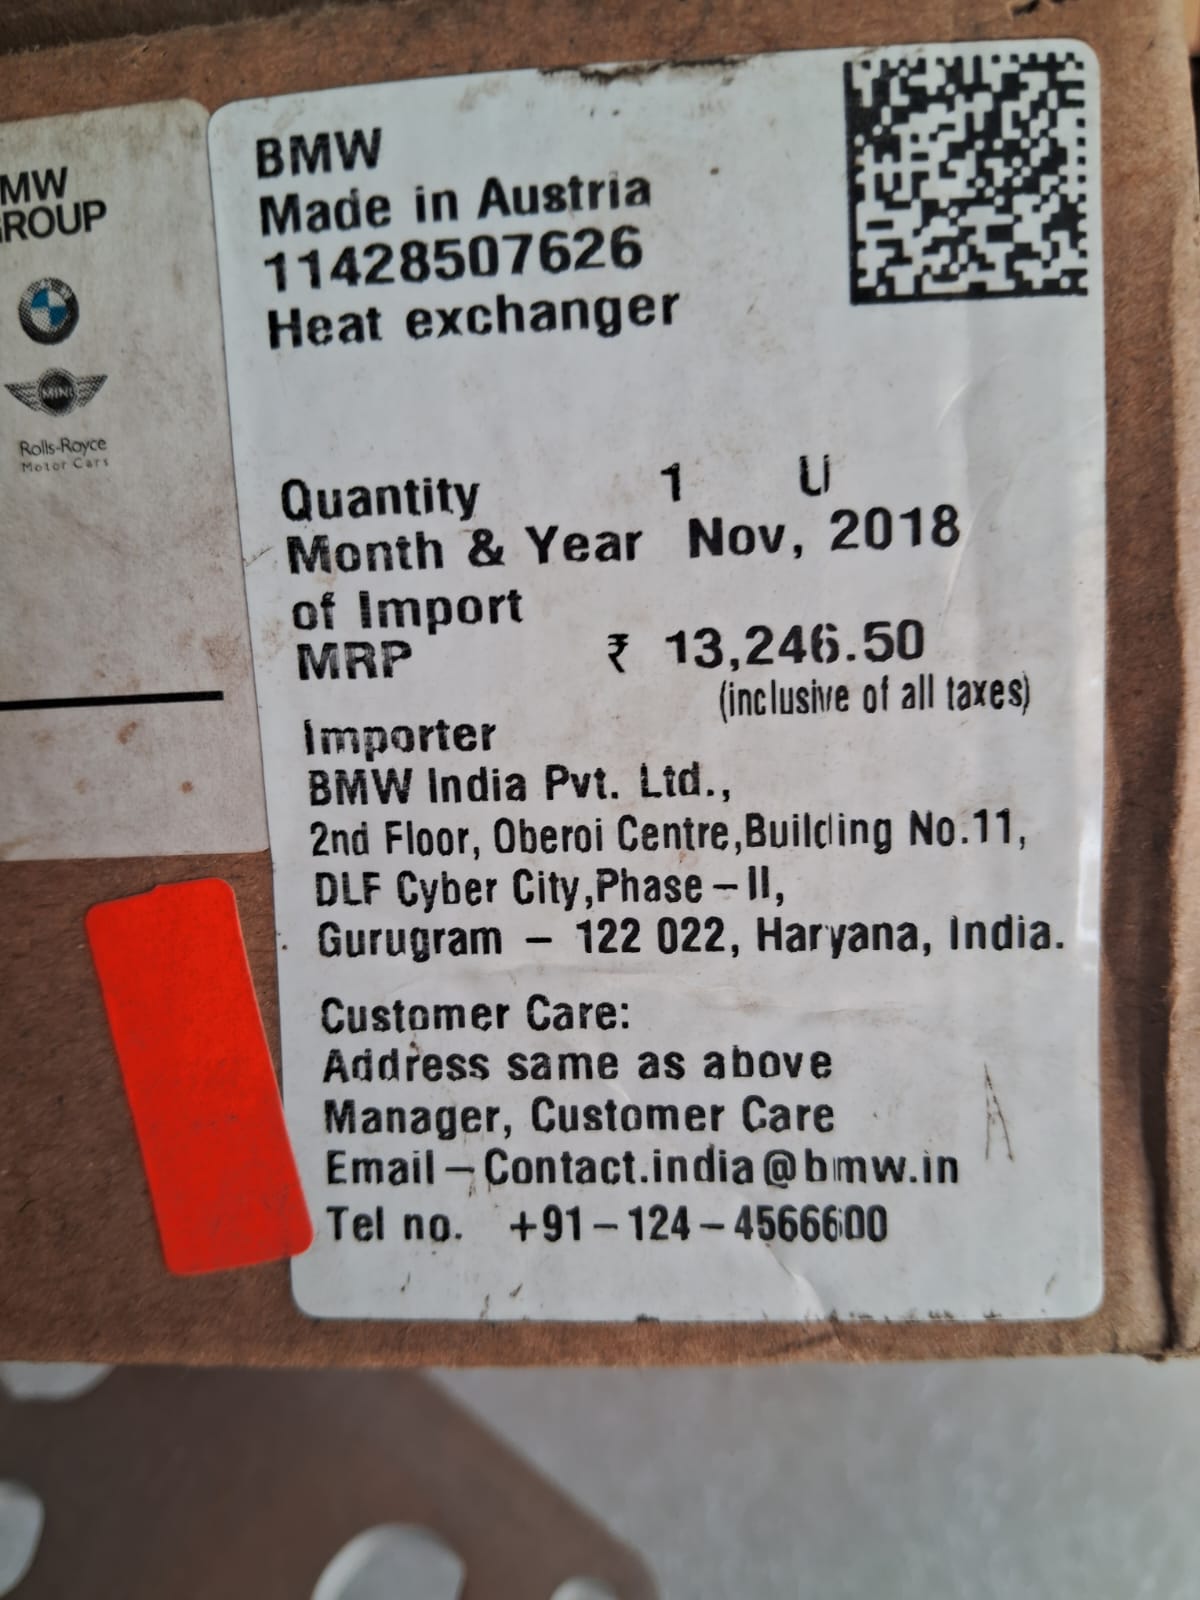 MW
GROUP
MINI
Rolls-Royce
Motor Cars
BMW
Made in Austria
11428507626
Heat exchanger
Quantity 1 U
Month & Year Nov, 2018
of Import
MRP ₹ 13,246.50
(inclusive of all taxes)
Importer
BMW India Pvt. Ltd.,
2nd Floor, Oberoi Centre,Building No.11,
DLF Cyber City,Phase – II,
Gurugram – 122 022, Haryana, India.
Customer Care:
Address same as above
Manager, Customer Care
Email – Contact.india@bmw.in
Tel no. +91 – 124 – 4566600